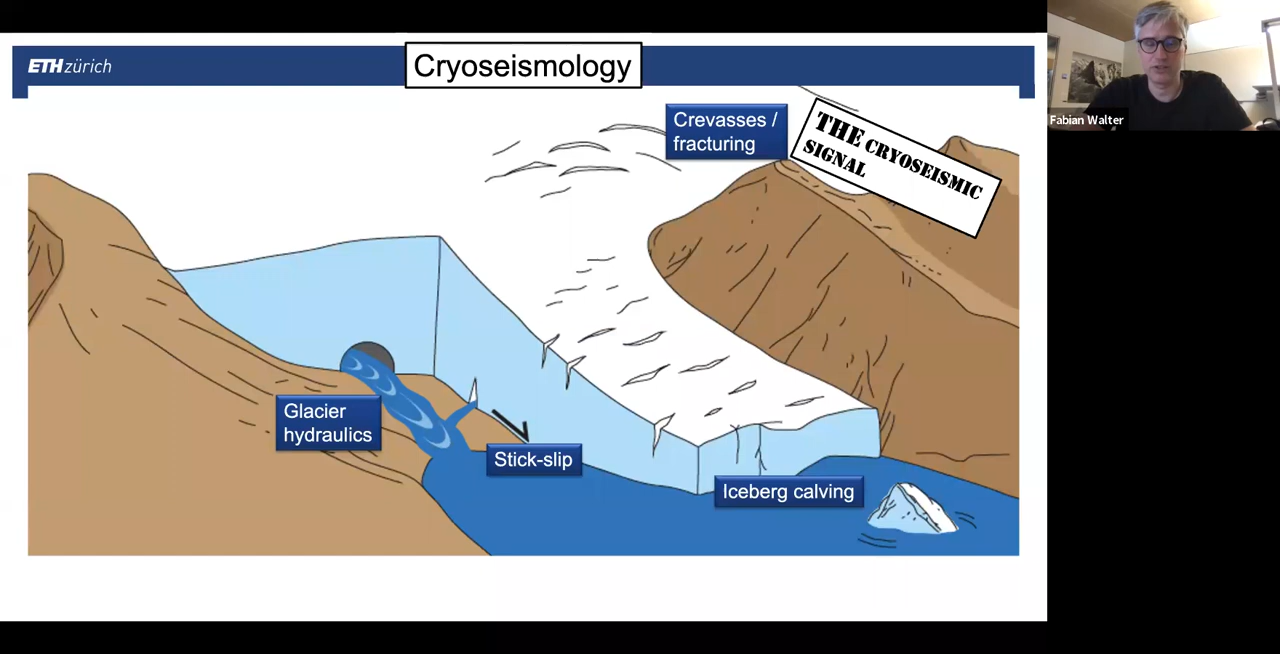 ETH zürich
Cryoseismology
Crevasses /
fracturing
THE CRYOSEISMIC
SIGNAL
Glacier
hydraulics
Stick-slip
Iceberg calving
Fabian Walter